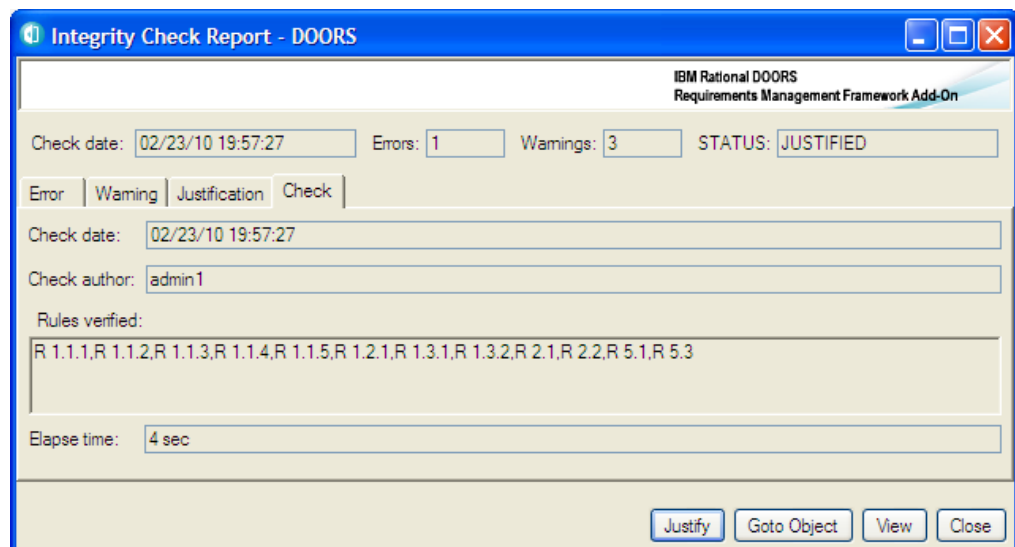 Integrity Check Report - DOORS
IBM Rational DOORS
Requirements Management Framework Add-On
Check date: 02/23/10 19:57:27 Errors: 1 Warnings: 3 STATUS: JUSTIFIED
Error Warning Justification Check
Check date: 02/23/10 19:57:27
Check author: admin1
Rules verified:
R 1.1.1,R 1.1.2,R 1.1.3,R 1.1.4,R 1.1.5,R 1.2.1,R 1.3.1,R 1.3.2,R 2.1,R 2.2,R 5.1,R 5.3
Elapse time: 4 sec
Justify Goto Object View Close